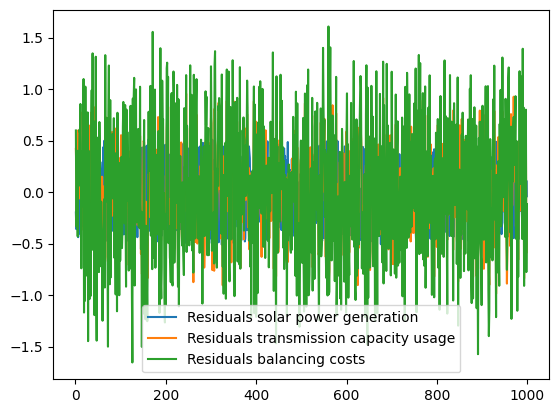 1.5
1.0
0.5
0.0
−0.5
−1.0
−1.5
Residuals solar power generation
Residuals transmission capacity usage
Residuals balancing costs
0 200 400 600 800 1000